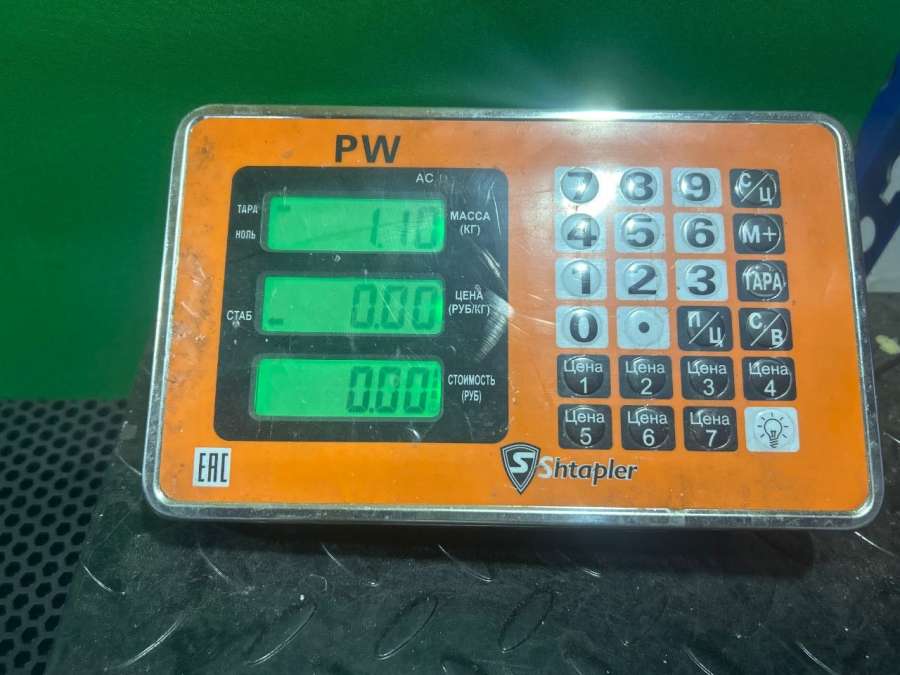 PW
AC
ТАРА
НОЛЬ
1.10
МАССА
(КГ)
СТАБ
0.00
ЦЕНА
(РУБ/КГ)
0.00
СТОИМОСТЬ
(РУБ)
7 8 9 С/Ц
4 5 6 М+
1 2 3 ТАРА
0 • П/Ц С/В
Цена 1 Цена 2 Цена 3 Цена 4
Цена 5 Цена 6 Цена 7
EAC
S Shtapler